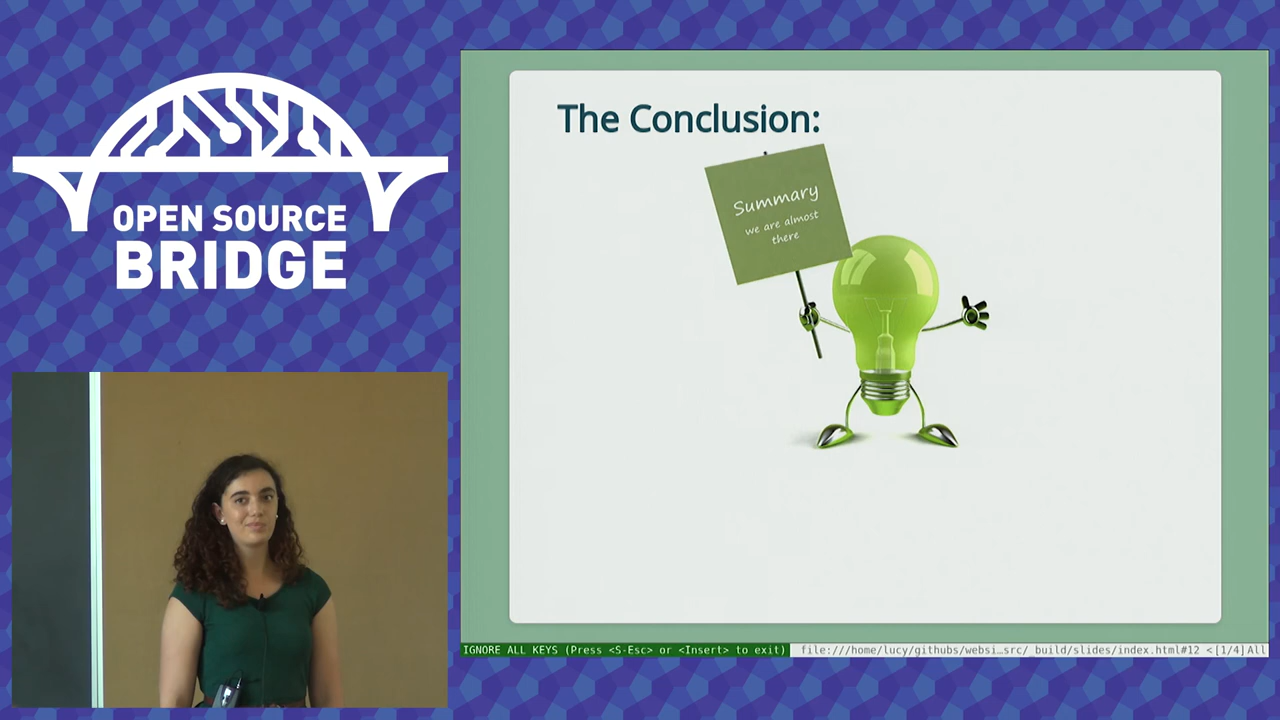 OPEN SOURCE
BRIDGE
The Conclusion:
Summary
we are almost
there
IGNORE ALL KEYS (Press <S-Esc> or <Insert> to exit) file:///home/lucy/githubs/websi…src/_build/slides/index.html#12 <[1/4]All